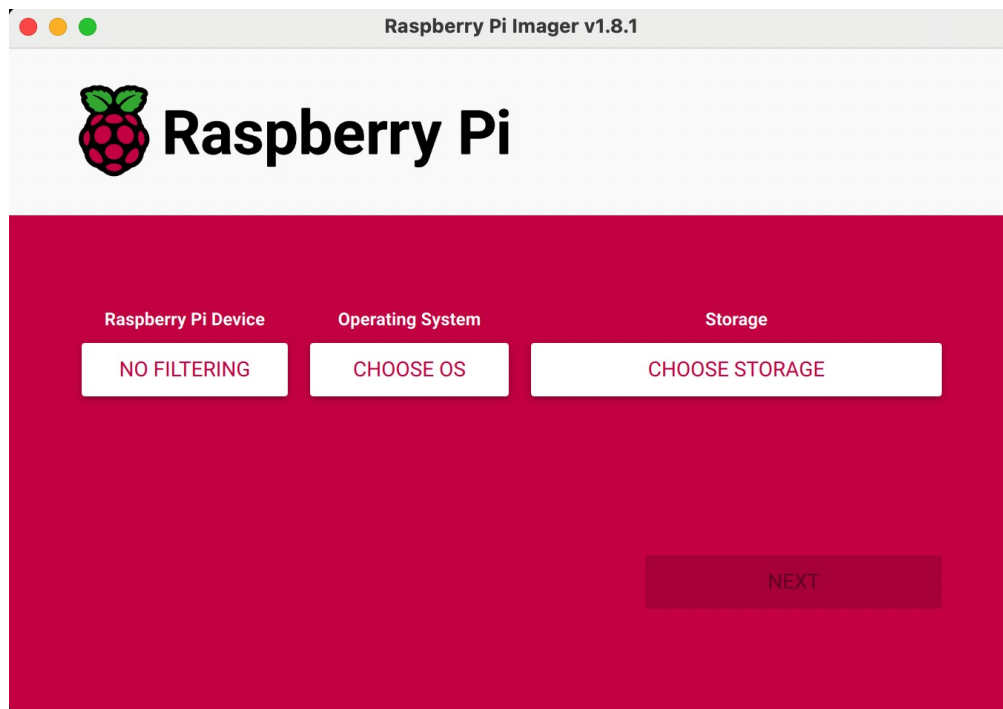 Raspberry Pi Imager v1.8.1
Raspberry Pi
Raspberry Pi Device
Operating System
Storage
NO FILTERING
CHOOSE OS
CHOOSE STORAGE
NEXT